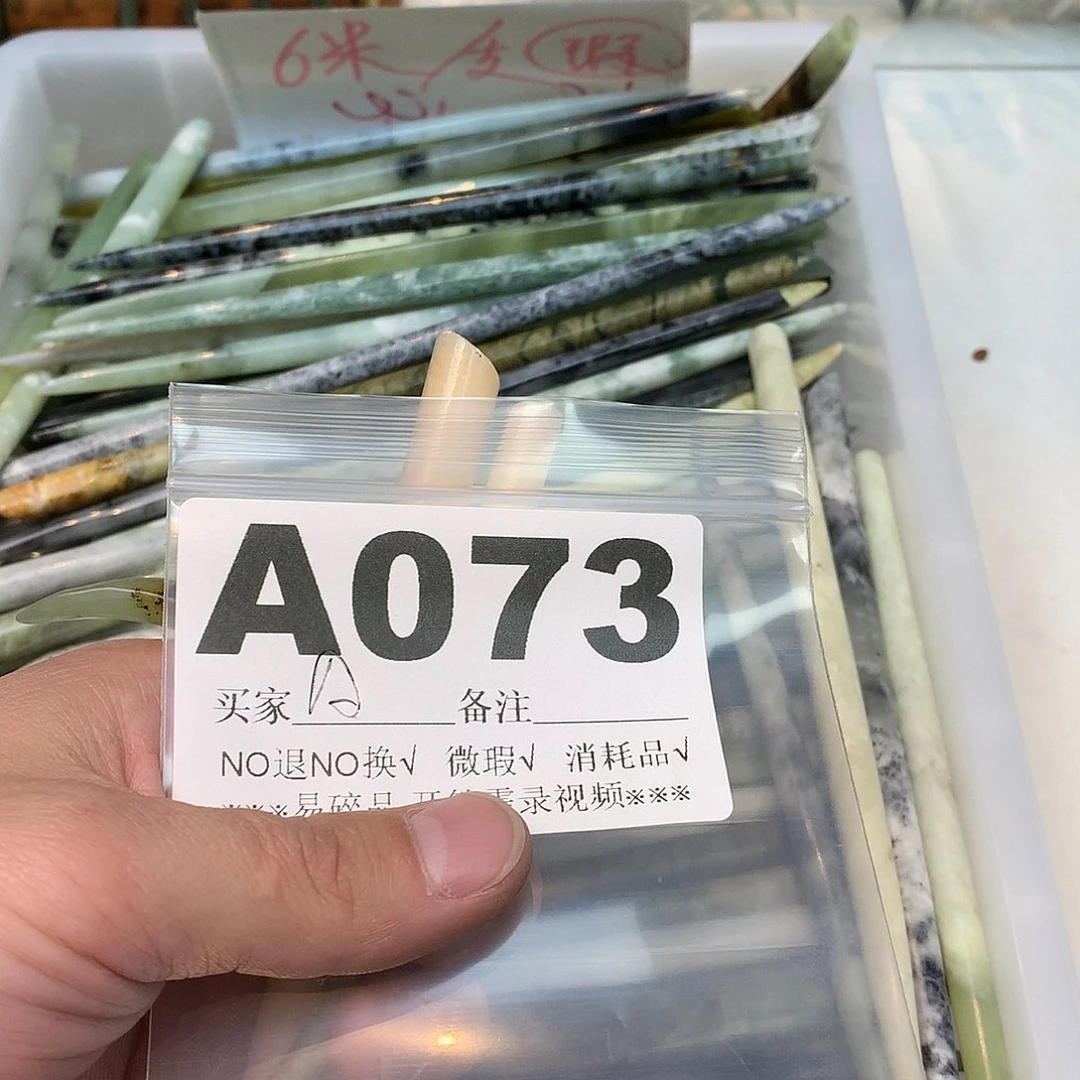 6米
A073
买家 A 备注
NO退NO换√ 微瑕√ 消耗品√
※※※易碎品 开 需录视频※※※